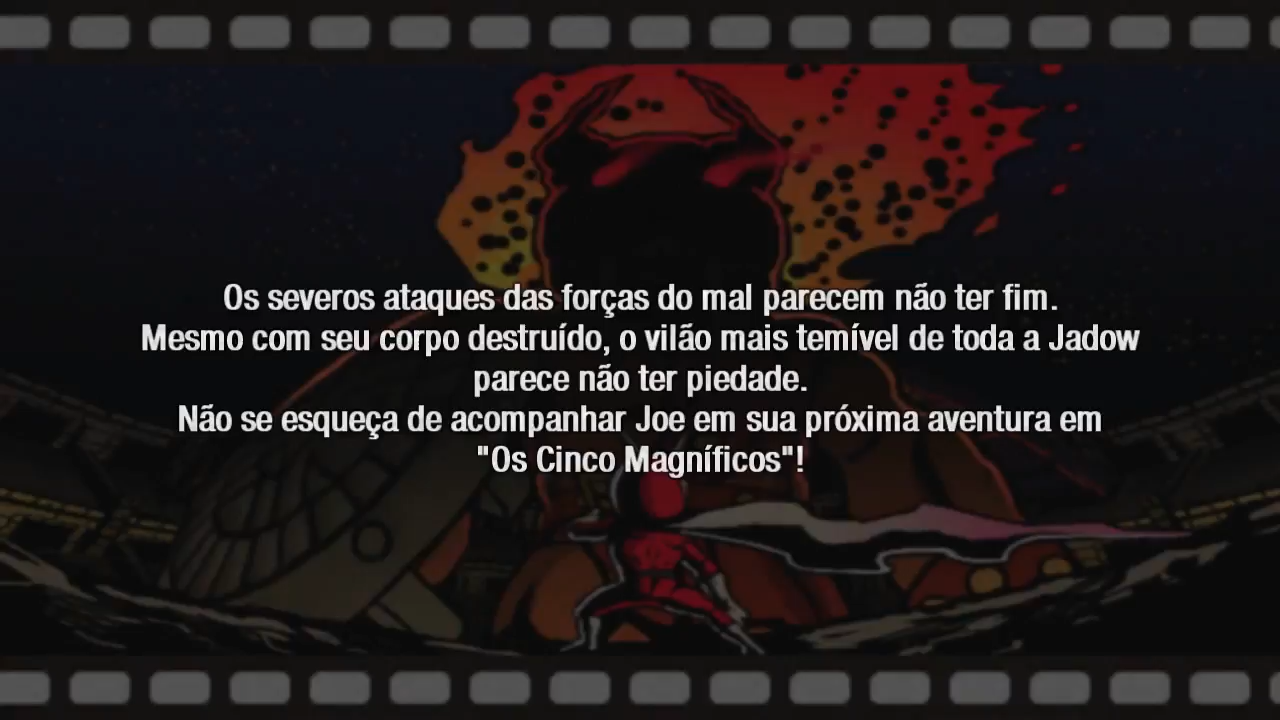 Os severos ataques das forças do mal parecem não ter fim.
Mesmo com seu corpo destruído, o vilão mais temível de toda a Jadow
parece não ter piedade.
Não se esqueça de acompanhar Joe em sua próxima aventura em
"Os Cinco Magníficos"!